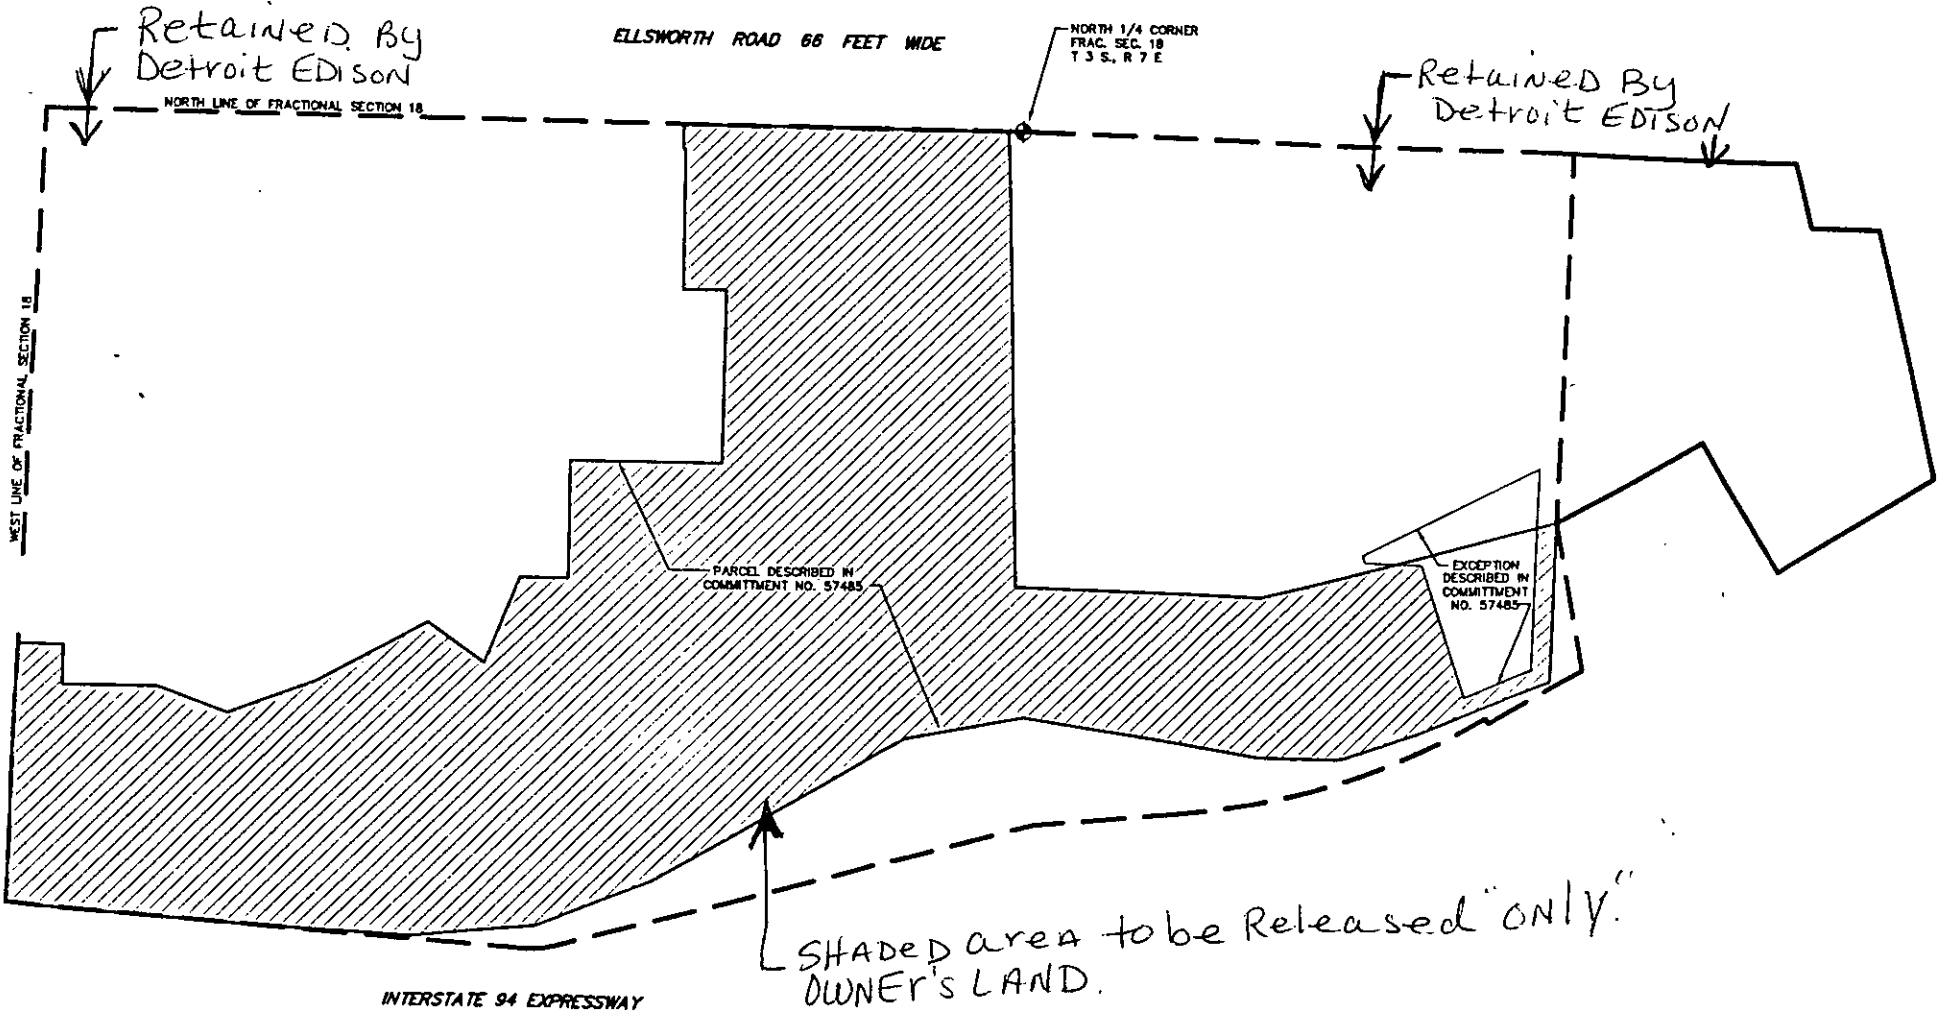 Retained By
Detroit EDISON
ELLSWORTH ROAD 66 FEET WIDE
NORTH 1/4 CORNER
FRAC. SEC. 18
T 3 S., R 7 E
Retained By
Detroit EDISON
NORTH LINE OF FRACTIONAL SECTION 18
WEST LINE OF FRACTIONAL SECTION 18
PARCEL DESCRIBED IN
COMMITTMENT NO. 57485
EXCEPTION
DESCRIBED IN
COMMITTMENT
NO. 57485
SHADED area to be Released "ONLY."
OWNER'S LAND.
INTERSTATE 94 EXPRESSWAY